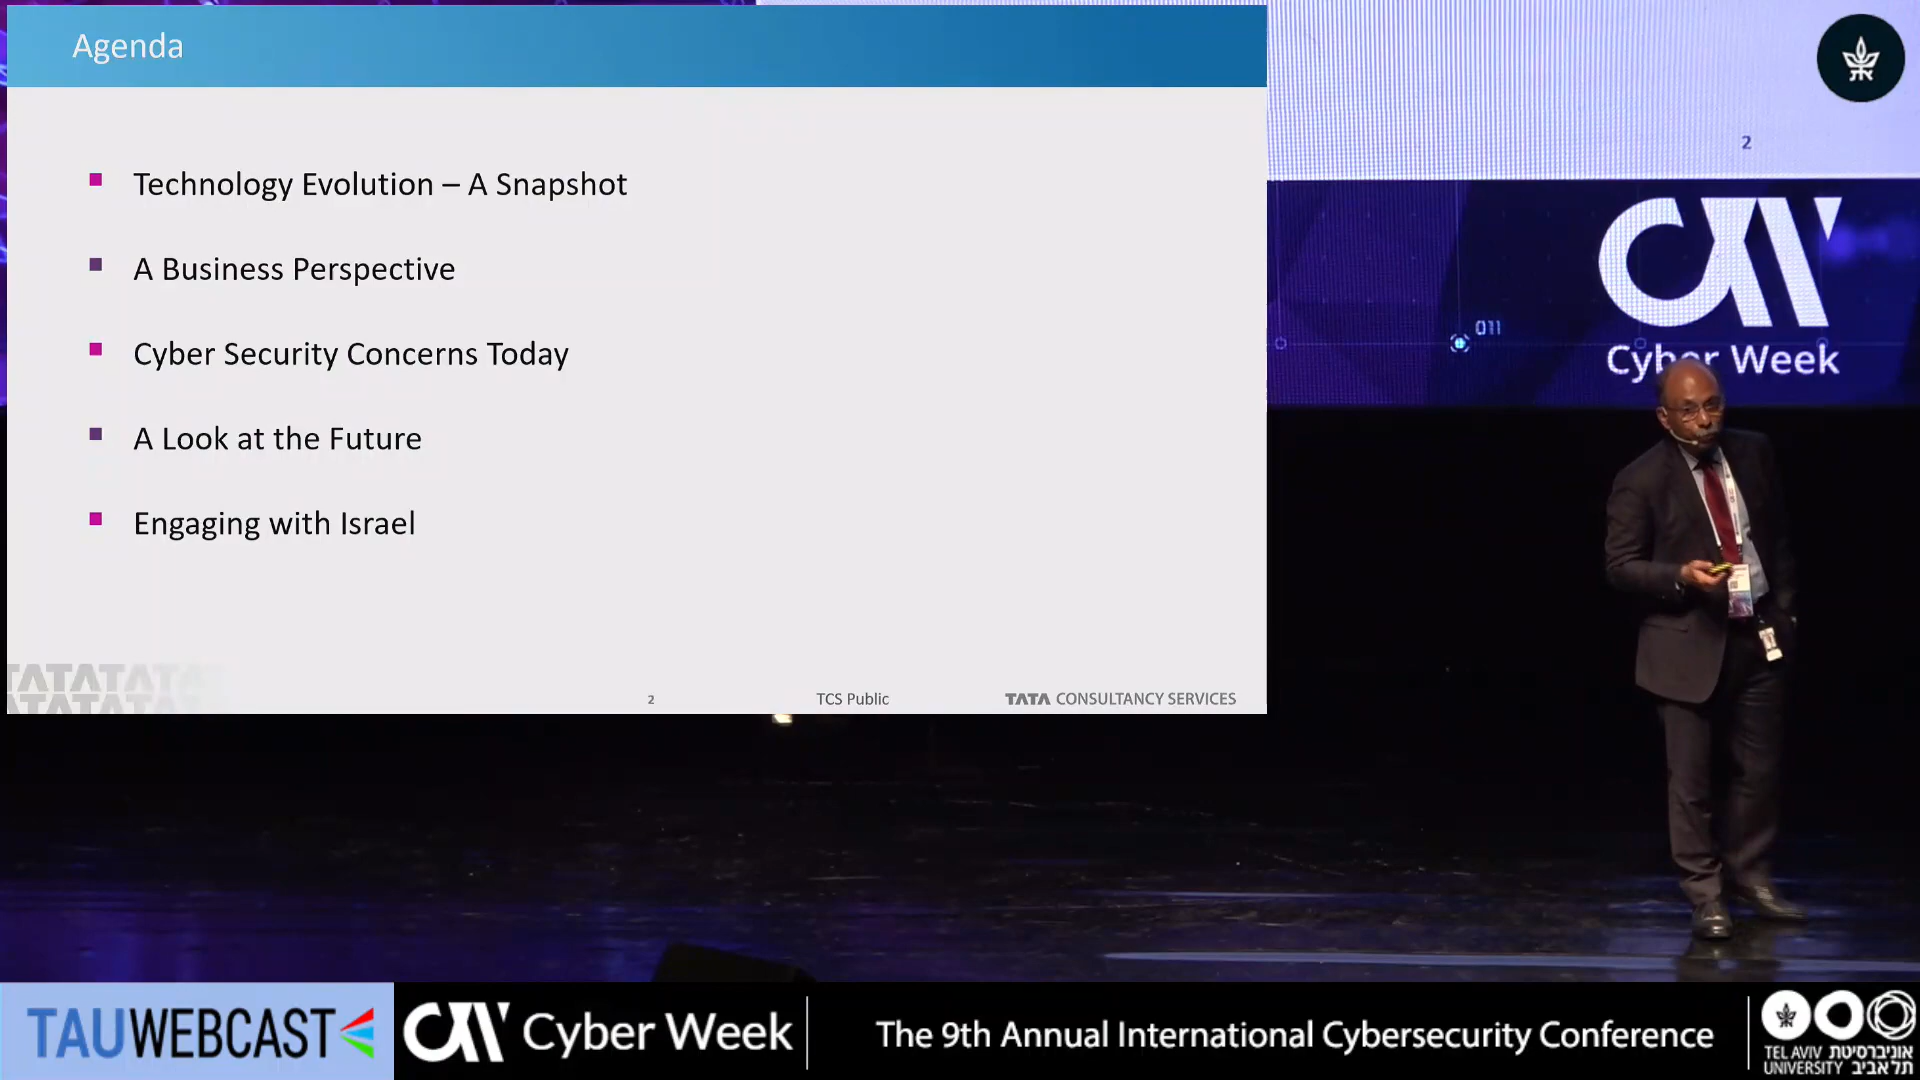 Agenda
Technology Evolution – A Snapshot
A Business Perspective
Cyber Security Concerns Today
A Look at the Future
Engaging with Israel
2
TCS Public
TATA CONSULTANCY SERVICES
2
011
Cyber Week
TAUWEBCAST
Cyber Week
The 9th Annual International Cybersecurity Conference
TEL AVIV אוניברסיטת
UNIVERSITY תל אביב